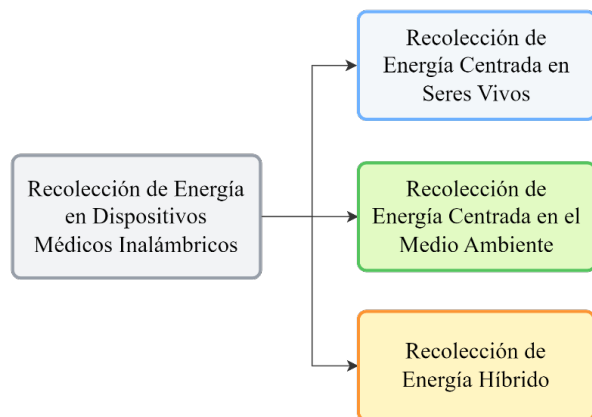 Recolección de Energía
en Dispositivos
Médicos Inalámbricos
Recolección de
Energía Centrada en
Seres Vivos
Recolección de
Energía Centrada en el
Medio Ambiente
Recolección de
Energía Híbrido